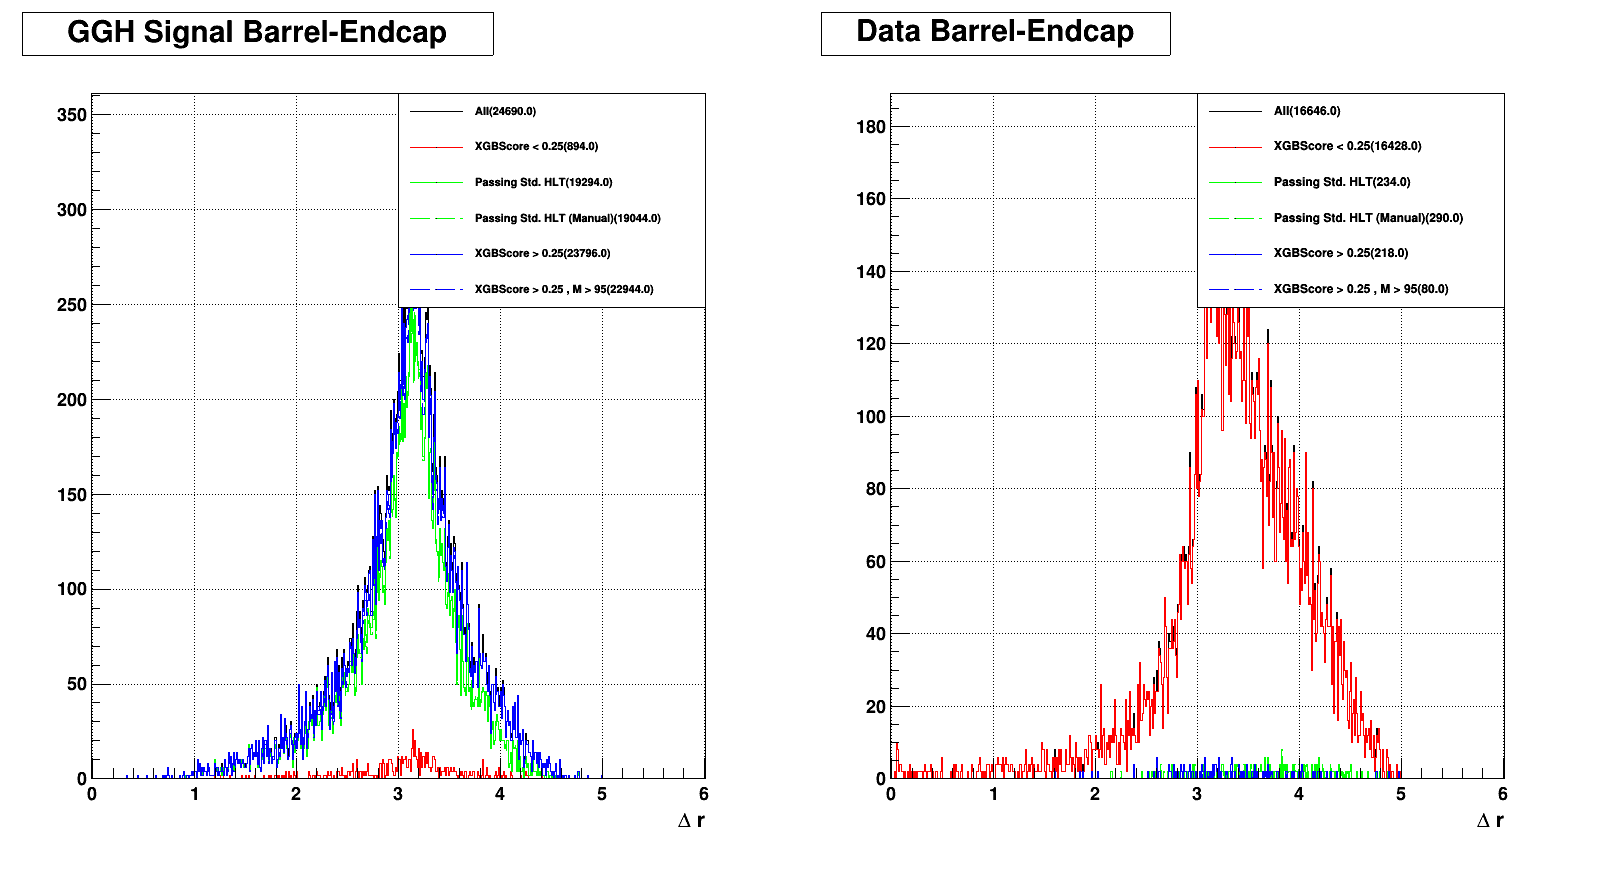 GGH Signal Barrel-Endcap
350
300
250
200
150
100
50
0
0 1 2 3 4 5 6
Δ r
All(24690.0)
XGBScore < 0.25(894.0)
Passing Std. HLT(19294.0)
Passing Std. HLT (Manual)(19044.0)
XGBScore > 0.25(23796.0)
XGBScore > 0.25 , M > 95(22944.0)
Data Barrel-Endcap
180
160
140
120
100
80
60
40
20
0
0 1 2 3 4 5 6
Δ r
All(16646.0)
XGBScore < 0.25(16428.0)
Passing Std. HLT(234.0)
Passing Std. HLT (Manual)(290.0)
XGBScore > 0.25(218.0)
XGBScore > 0.25 , M > 95(80.0)